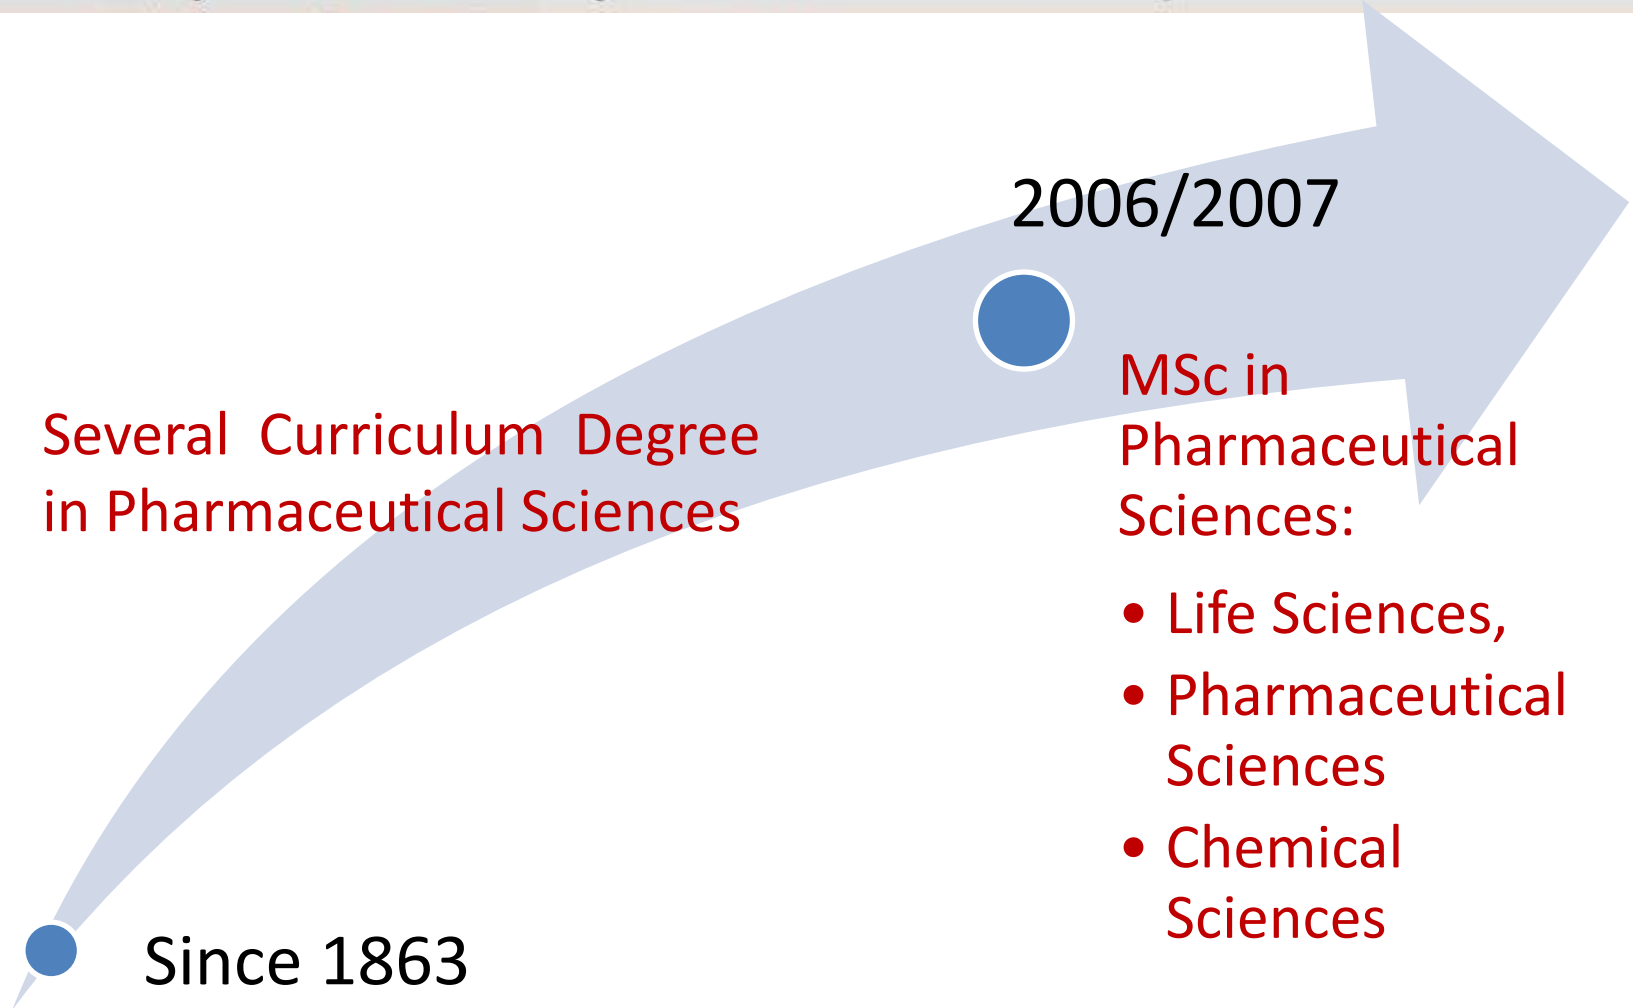 2006/2007
MSc in
Pharmaceutical
Sciences:
• Life Sciences,
• Pharmaceutical
Sciences
• Chemical
Sciences
Several Curriculum Degree
in Pharmaceutical Sciences
Since 1863